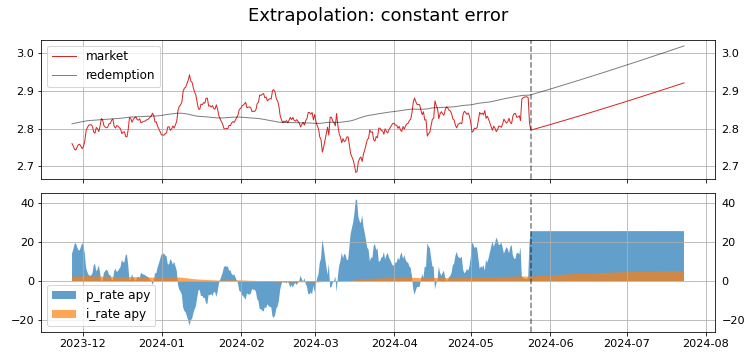 Extrapolation: constant error
3.0
2.9
2.8
2.7
market
redemption
3.0
2.9
2.8
2.7
40
20
0
−20
p_rate apy
i_rate apy
40
20
0
−20
2023-12 2024-01 2024-02 2024-03 2024-04 2024-05 2024-06 2024-07 2024-08